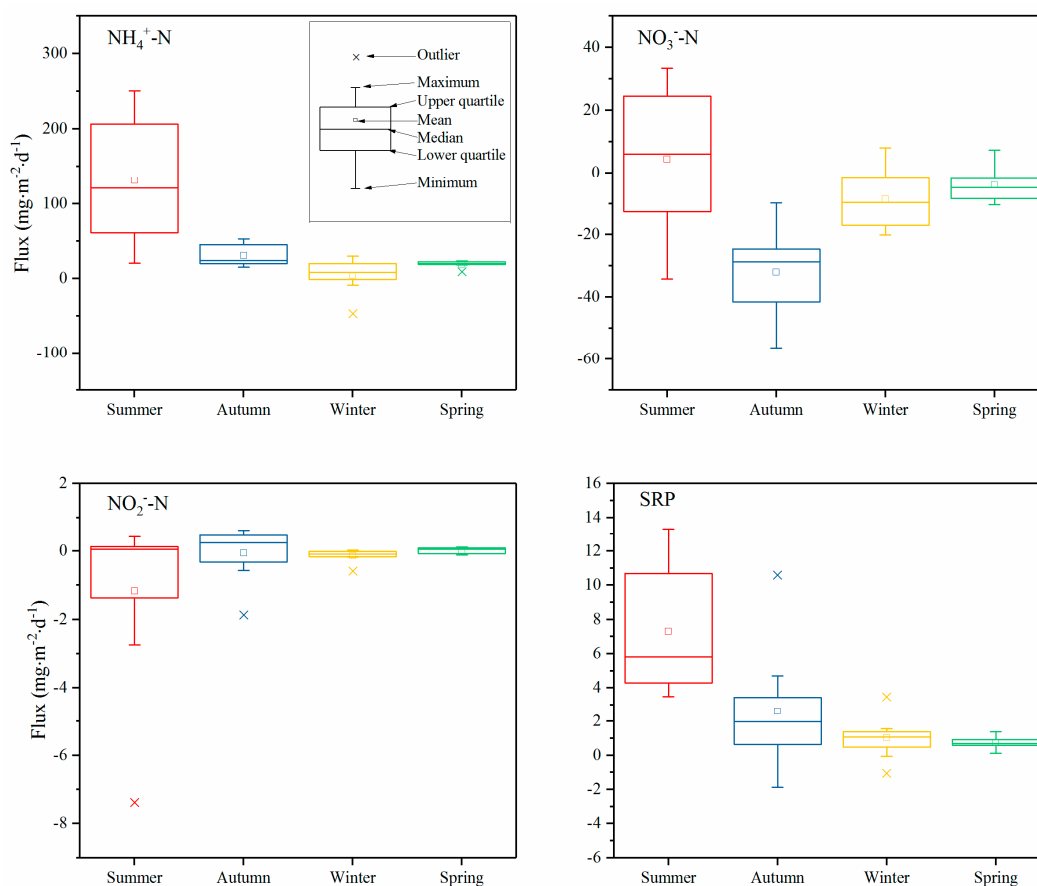 NH₄⁺-N
Outlier
Maximum
Upper quartile
Mean
Median
Lower quartile
Minimum
300
200
100
0
-100
Flux (mg·m⁻²·d⁻¹)
Summer Autumn Winter Spring
NO₃⁻-N
40
20
0
-20
-40
-60
Summer Autumn Winter Spring
NO₂⁻-N
2
0
-2
-4
-6
-8
Flux (mg·m⁻²·d⁻¹)
Summer Autumn Winter Spring
SRP
16
14
12
10
8
6
4
2
0
-2
-4
-6
Summer Autumn Winter Spring